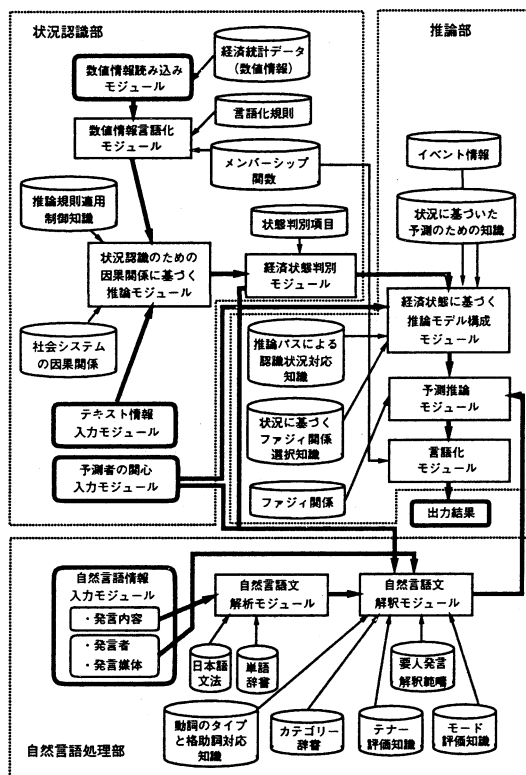 状況認識部
推論部
数値情報読み込み
モジュール
経済統計データ
(数値情報)
数値情報言語化
モジュール
言語化規則
メンバーシップ
関数
イベント情報
推論規則適用
制御知識
状態判別項目
状況に基づいた
予測のための知識
状況認識のための
因果関係に基づく
推論モジュール
経済状態判別
モジュール
経済状態に基づく
推論モデル構成
モジュール
社会システム
の因果関係
推論パスによる
認識状況対応
知識
予測推論
モジュール
テキスト情報
入力モジュール
状況に基づく
ファジィ関係
選択知識
言語化
モジュール
予測者の関心
入力モジュール
ファジィ関係
出力結果
自然言語情報
入力モジュール
・発言内容
・発言者
・発言媒体
自然言語文
解析モジュール
自然言語文
解釈モジュール
日本語
文法
単語
辞書
要人発言
解釈範疇
動詞のタイプ
と格助詞対応
知識
カテゴリー
辞書
テナー
評価知識
モード
評価知識
自然言語処理部